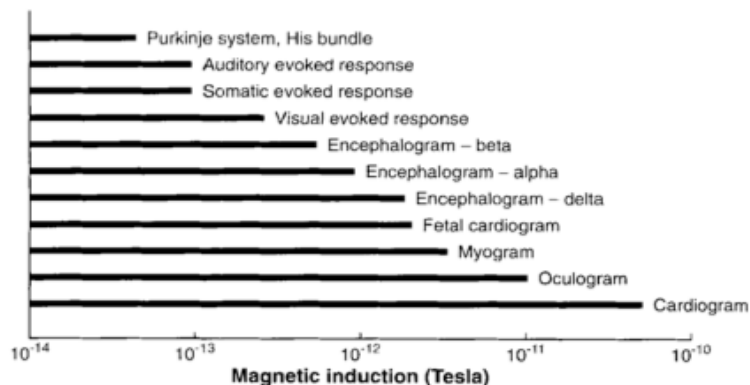 Purkinje system, His bundle
Auditory evoked response
Somatic evoked response
Visual evoked response
Encephalogram – beta
Encephalogram – alpha
Encephalogram – delta
Fetal cardiogram
Myogram
Oculogram
Cardiogram
10⁻¹⁴ 10⁻¹³ 10⁻¹² 10⁻¹¹ 10⁻¹⁰
Magnetic induction (Tesla)